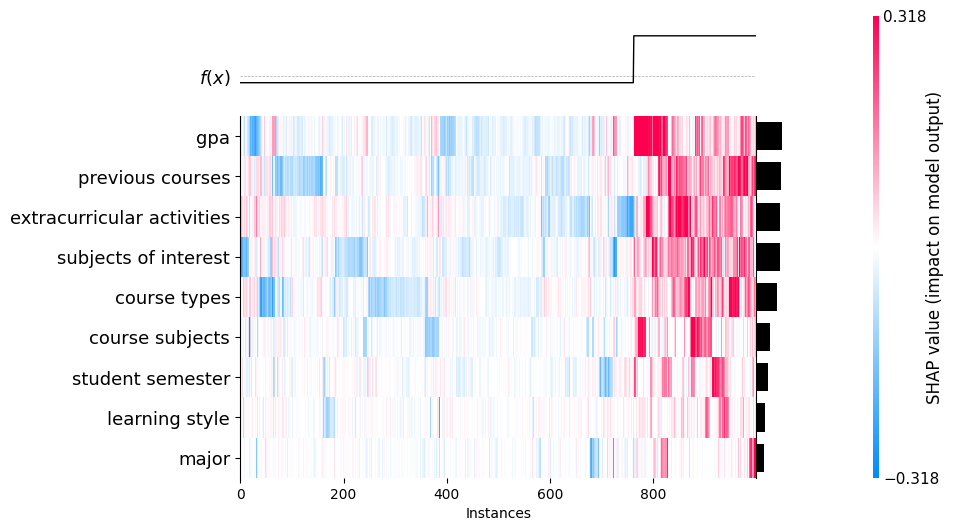 0.318
f(x)
gpa
previous courses
extracurricular activities
subjects of interest
course types
course subjects
student semester
learning style
major
SHAP value (impact on model output)
−0.318
0 200 400 600 800
Instances